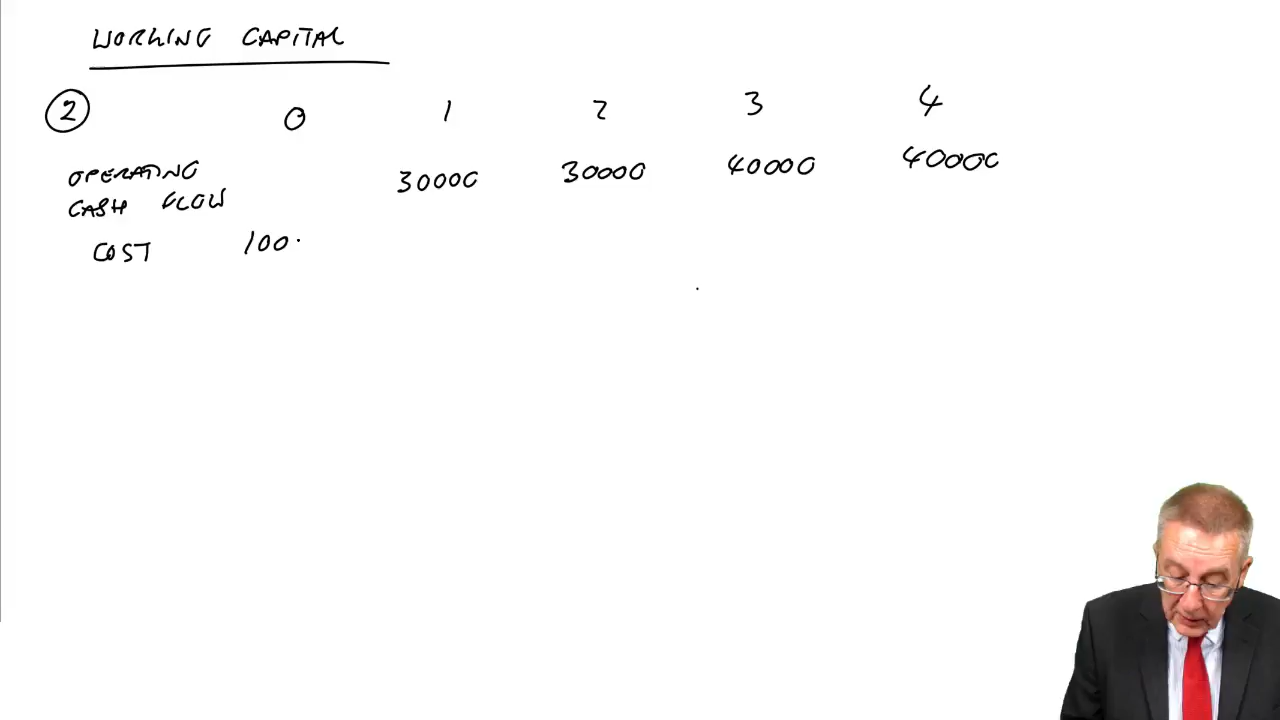 WORKING CAPITAL
2 0 1 2 3 4
OPERATING 30000 30000 40000 40000
CASH FLOW
COST 100